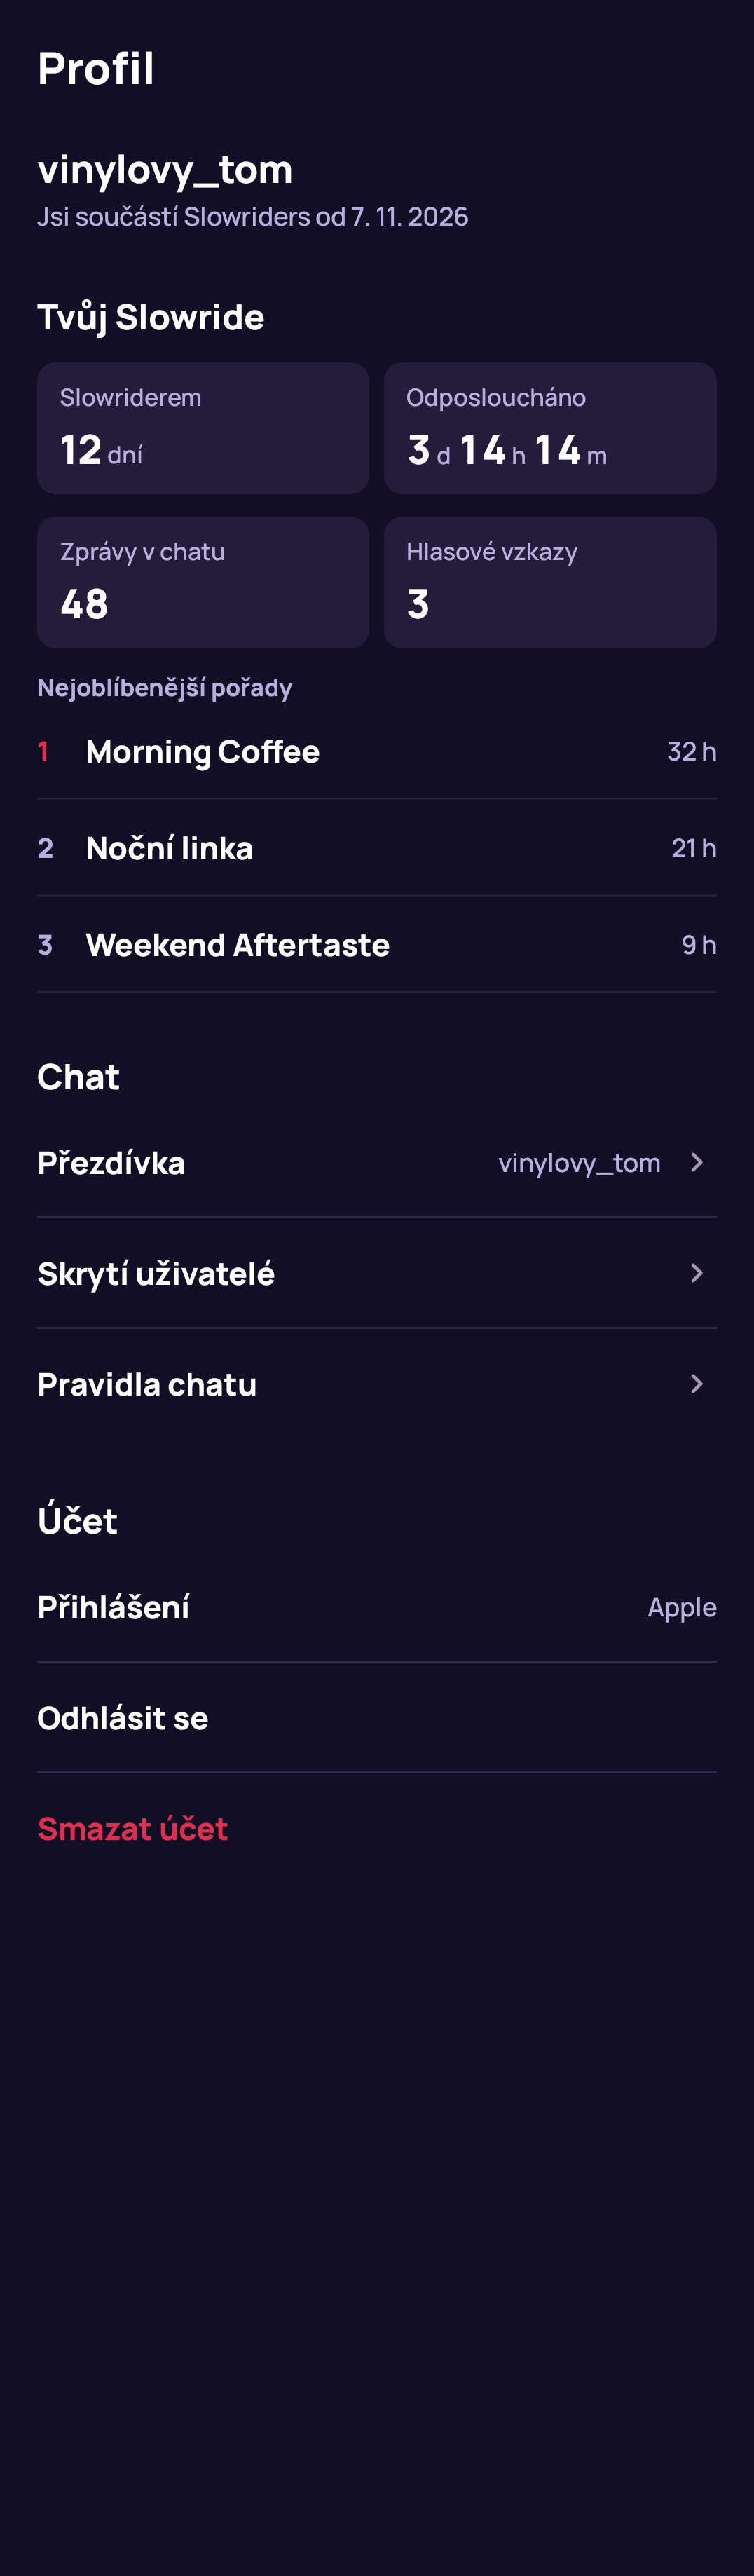 Profil
vinylovy_tom
Jsi součástí Slowriders od 7. 11. 2026
Tvůj Slowride
Slowriderem
12 dní
Odposloucháno
3 d 14 h 14 m
Zprávy v chatu
48
Hlasové vzkazy
3
Nejoblíbenější pořady
1 Morning Coffee 32 h
2 Noční linka 21 h
3 Weekend Aftertaste 9 h
Chat
Přezdívka vinylovy_tom
Skrytí uživatelé
Pravidla chatu
Účet
Přihlášení Apple
Odhlásit se
Smazat účet